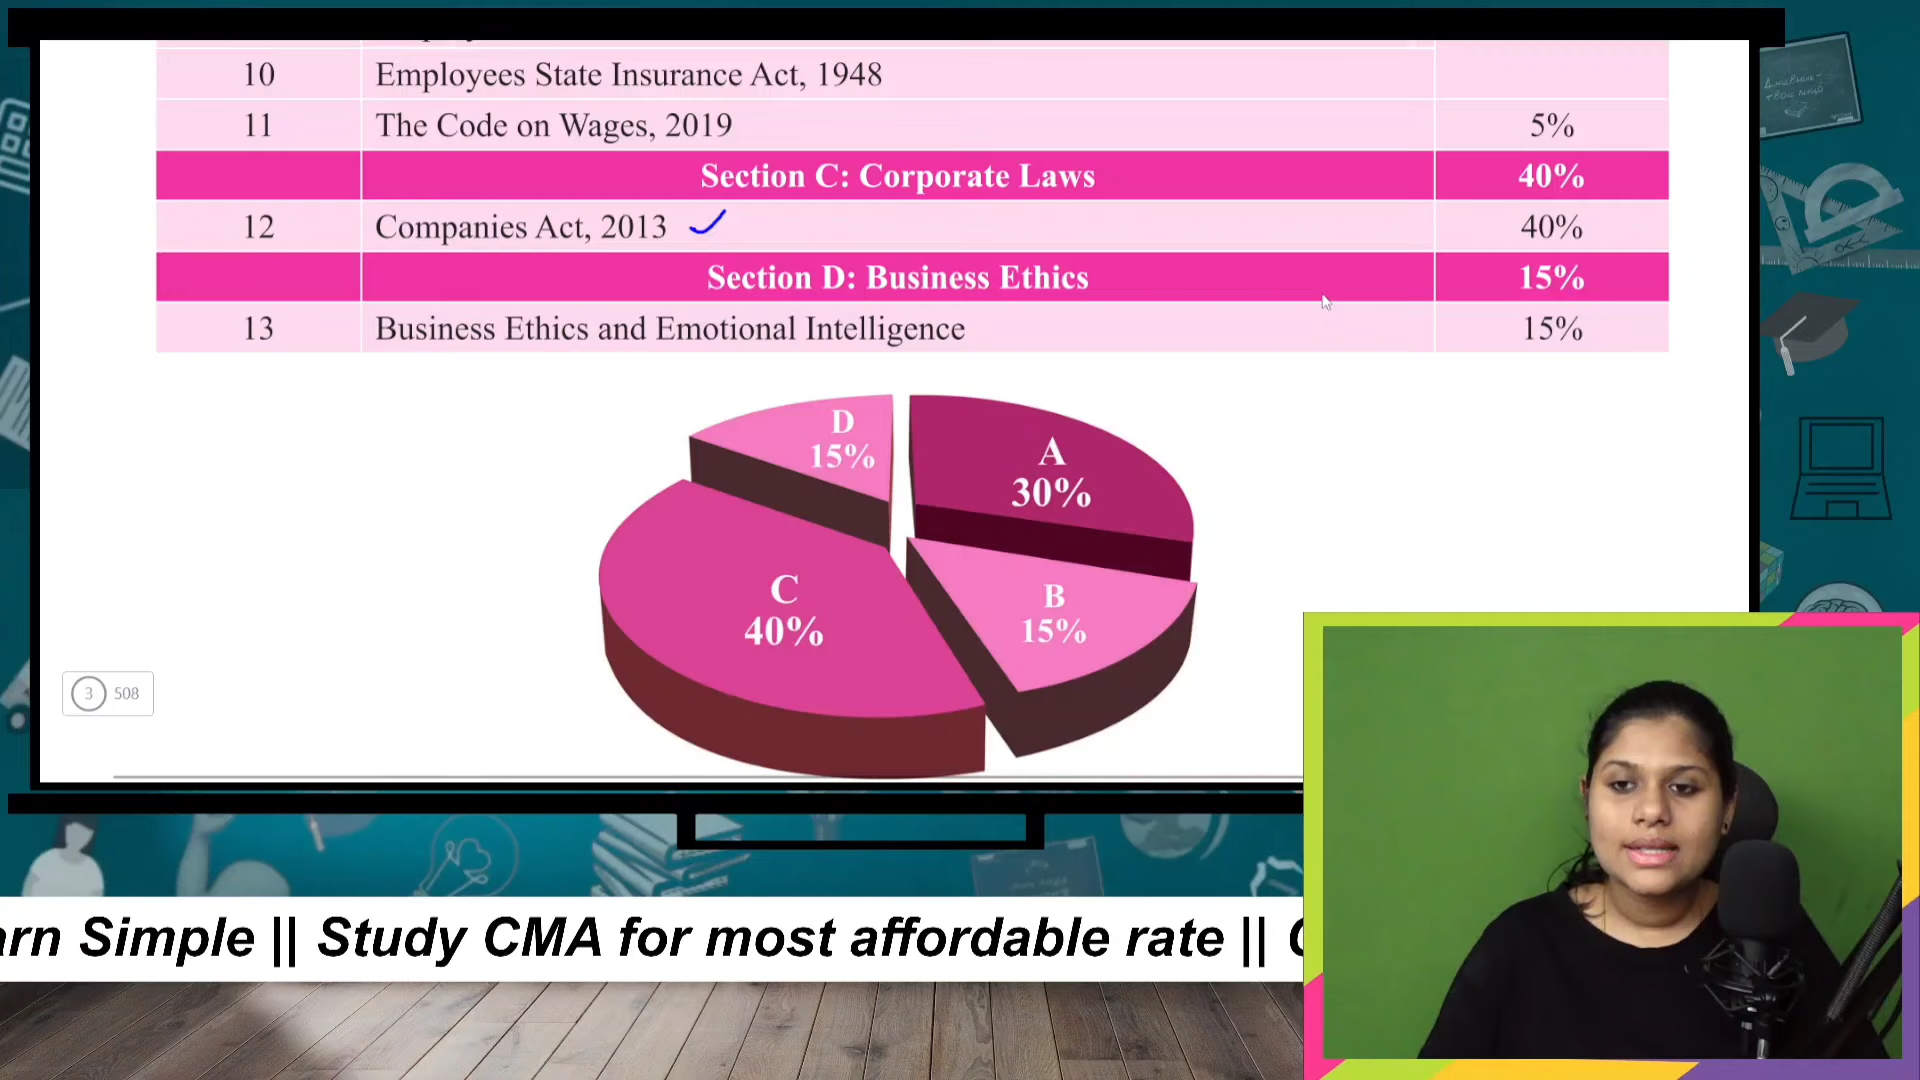 10 Employees State Insurance Act, 1948
11 The Code on Wages, 2019 5%
Section C: Corporate Laws 40%
12 Companies Act, 2013 40%
Section D: Business Ethics 15%
13 Business Ethics and Emotional Intelligence 15%
D
15%
A
30%
C
40%
B
15%
3 508
arn Simple || Study CMA for most affordable rate ||